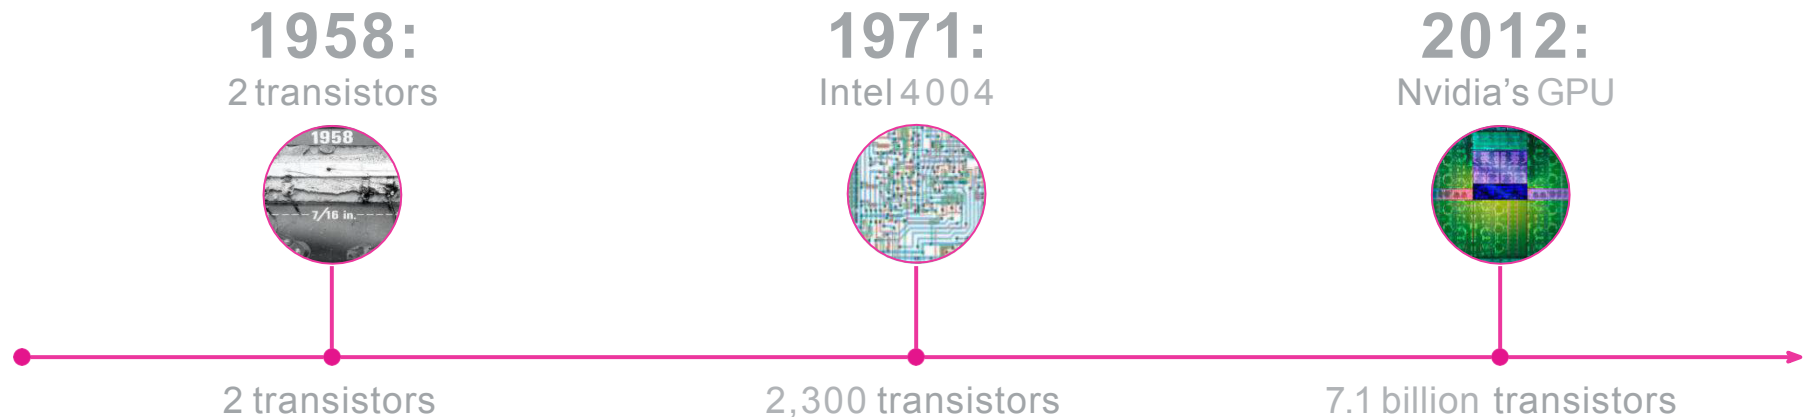 1958:
2 transistors
1958
7/16 in.
2 transistors
1971:
Intel 4004
2,300 transistors
2012:
Nvidia’s GPU
7.1 billion transistors